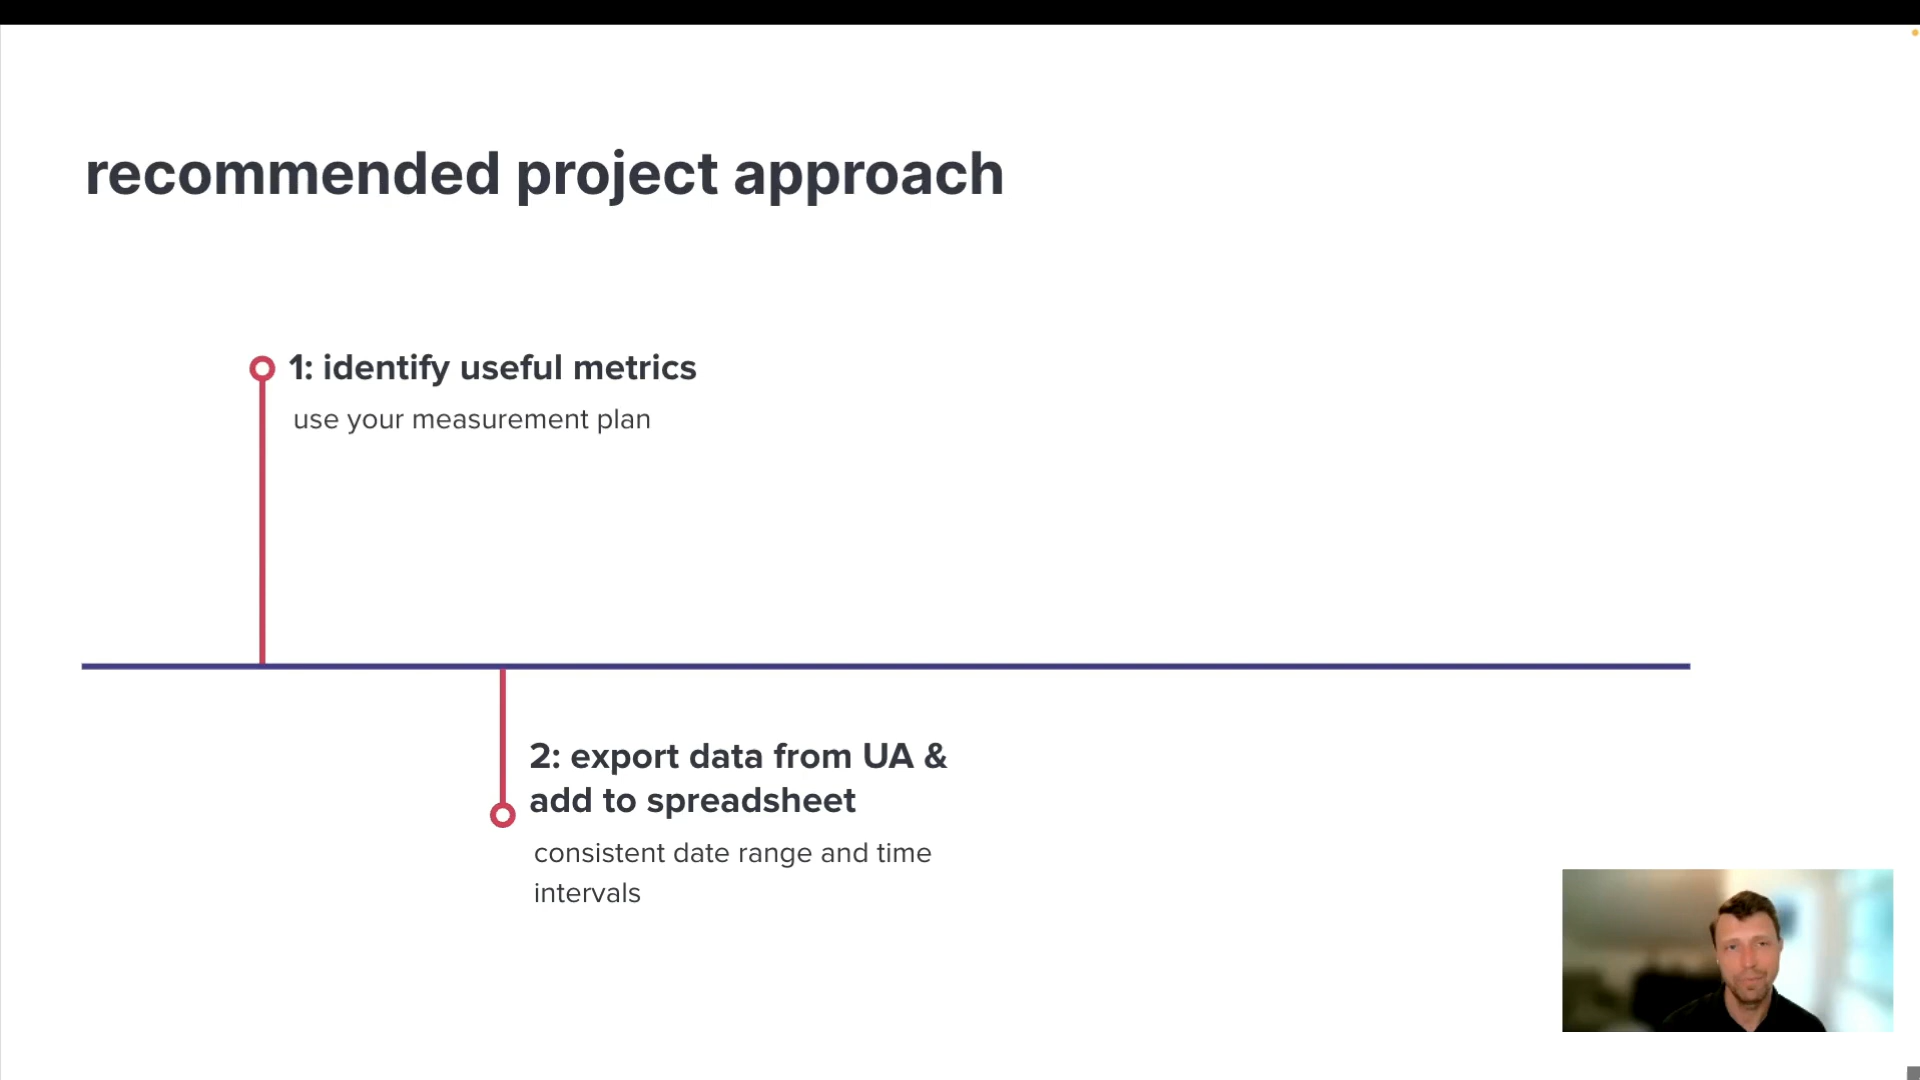 recommended project approach
1: identify useful metrics
use your measurement plan
2: export data from UA &
add to spreadsheet
consistent date range and time
intervals